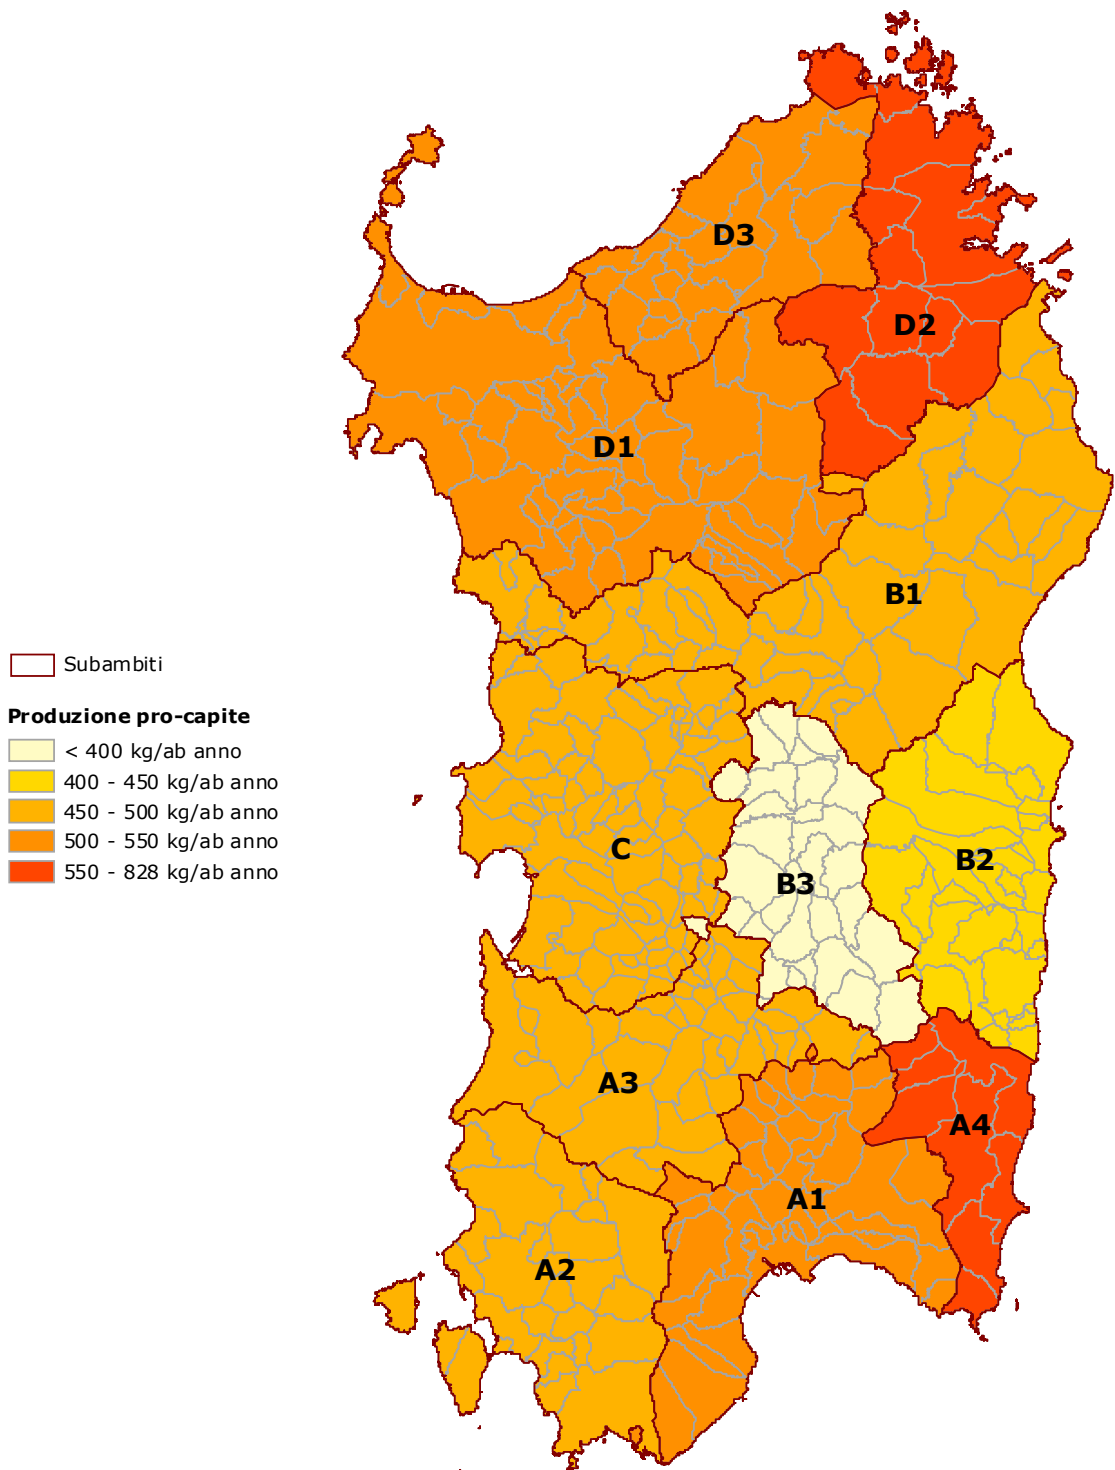 D3
D2
D1
B1
Subambiti
Produzione pro-capite
< 400 kg/ab anno
400 - 450 kg/ab anno
450 - 500 kg/ab anno
500 - 550 kg/ab anno
550 - 828 kg/ab anno
C
B3
B2
A3
A4
A1
A2